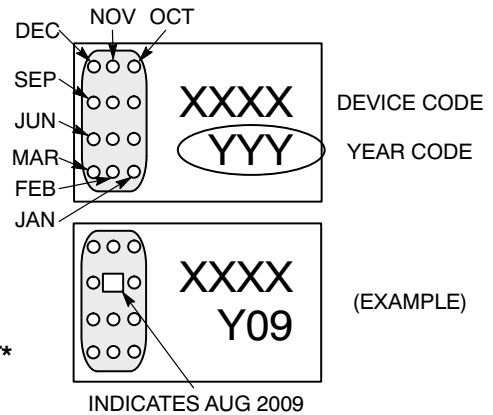 NOV OCT
DEC
SEP
JUN
MAR
FEB
JAN
XXXX DEVICE CODE
YYY YEAR CODE
XXXX
Y09
(EXAMPLE)
*
INDICATES AUG 2009